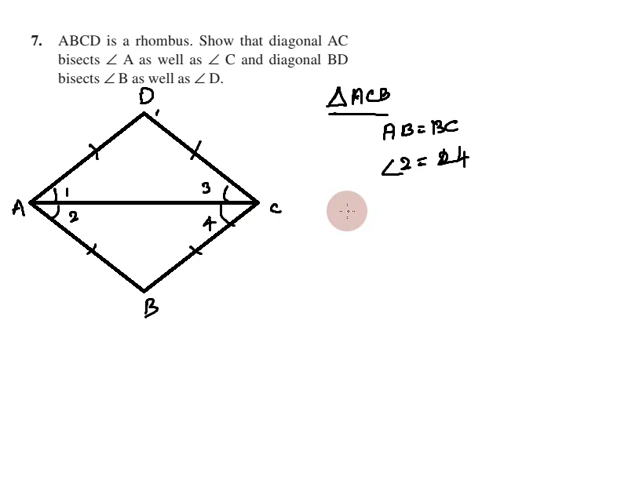 7. ABCD is a rhombus. Show that diagonal AC
bisects ∠ A as well as ∠ C and diagonal BD
bisects ∠ B as well as ∠ D.
D
△ACB
AB = BC
∠2 = ∠4
1
3
A
2
4
C
B